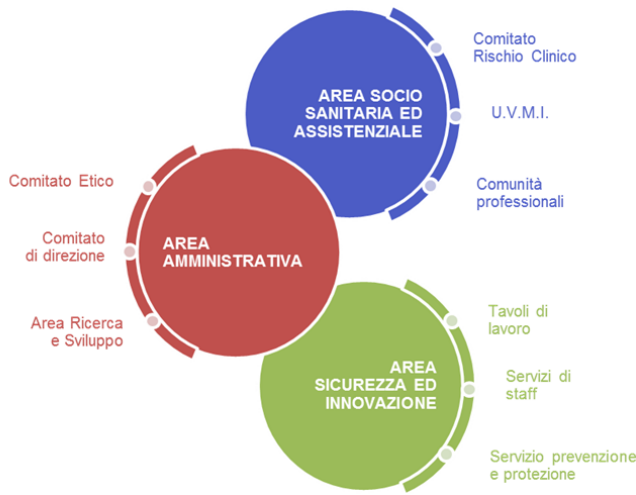 Comitato
Rischio Clinico
AREA SOCIO
SANITARIA ED
ASSISTENZIALE
U.V.M.I.
Comunità
professionali
Comitato Etico
Comitato
di direzione
Area Ricerca
e Sviluppo
AREA
AMMINISTRATIVA
Tavoli di
lavoro
AREA
SICUREZZA ED
INNOVAZIONE
Servizi di
staff
Servizio prevenzione
e protezione